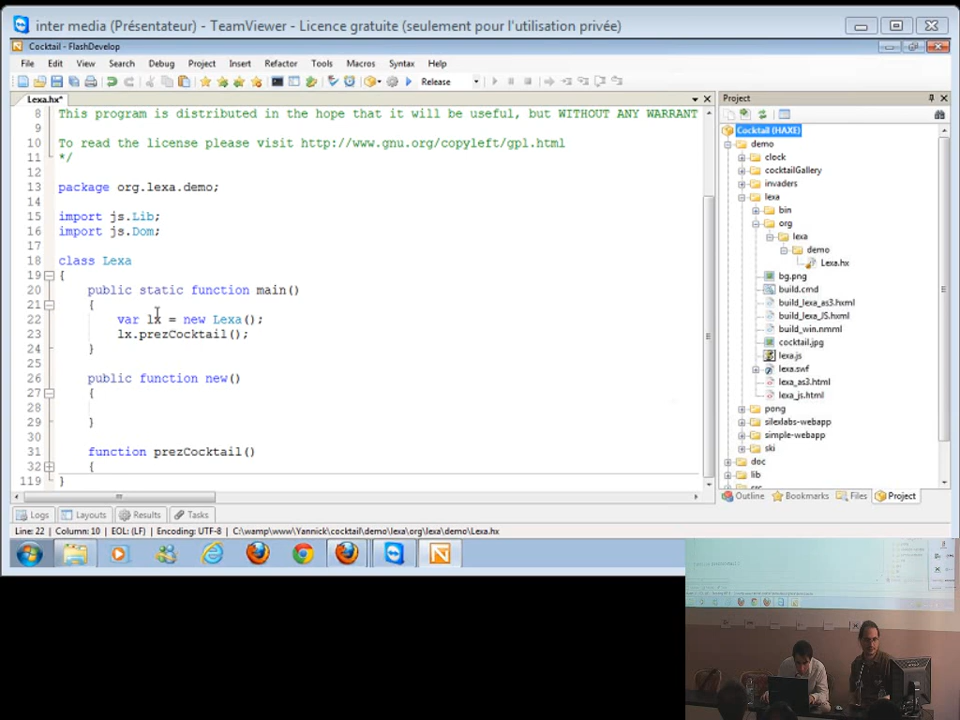 inter media (Présentateur) - TeamViewer - Licence gratuite (seulement pour l'utilisation privée)
Cocktail - FlashDevelop
File Edit View Search Debug Project Insert Refactor Tools Macros Syntax Help
Release
Lexa.hx*
8 This program is distributed in the hope that it will be useful, but WITHOUT ANY WARRANT
9
10 To read the license please visit http://www.gnu.org/copyleft/gpl.html
11 */
12
13 package org.lexa.demo;
14
15 import js.Lib;
16 import js.Dom;
17
18 class Lexa
19 {
20 public static function main()
21 {
22 var lx = new Lexa();
23 lx.prezCocktail();
24 }
25
26 public function new()
27 {
28
29 }
30
31 function prezCocktail()
32 {
119 }
Project
Cocktail (HAXE)
demo
clock
cocktailGallery
invaders
lexa
bin
org
lexa
demo
Lexa.hx
bg.png
build.cmd
build_lexa_as3.hxml
build_lexa_JS.hxml
build_win.nmml
cocktail.jpg
lexa.js
lexa.swf
lexa_as3.html
lexa_js.html
pong
silexlabs-webapp
simple-webapp
ski
doc
lib
Outline Bookmarks Files Project
Logs Layouts Results Tasks
Line: 22 Column: 10 EOL: (LF) Encoding: UTF-8 C:\wamp\www\Yannick\cocktail\demo\lexa\org\lexa\demo\Lexa.hx